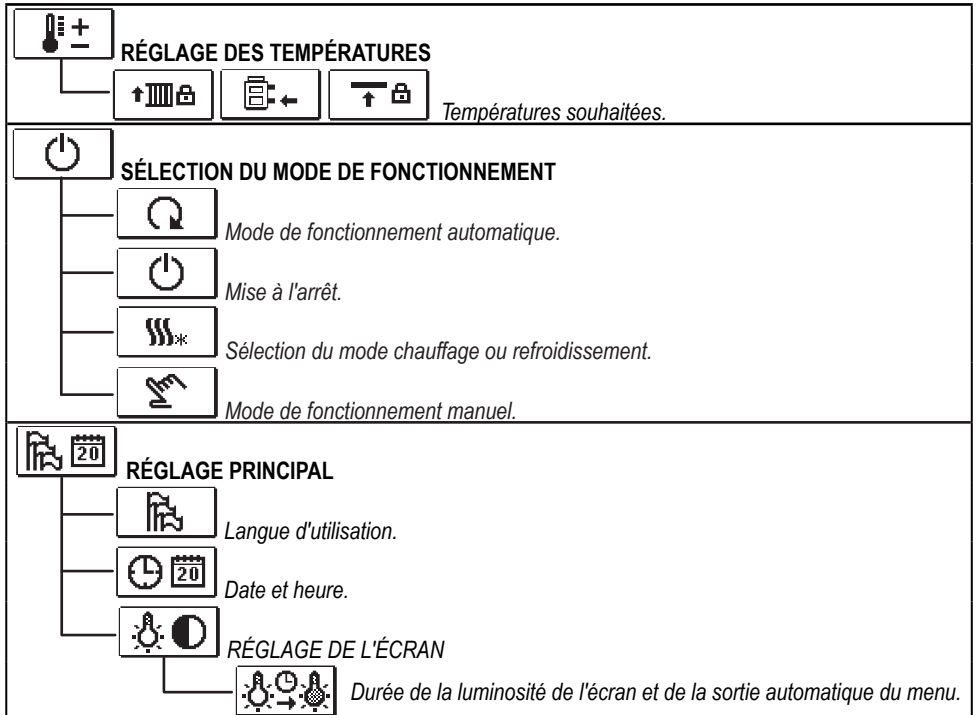 RÉGLAGE DES TEMPÉRATURES
Températures souhaitées.
SÉLECTION DU MODE DE FONCTIONNEMENT
Mode de fonctionnement automatique.
Mise à l'arrêt.
Sélection du mode chauffage ou refroidissement.
Mode de fonctionnement manuel.
20
RÉGLAGE PRINCIPAL
Langue d'utilisation.
20
Date et heure.
RÉGLAGE DE L'ÉCRAN
Durée de la luminosité de l'écran et de la sortie automatique du menu.